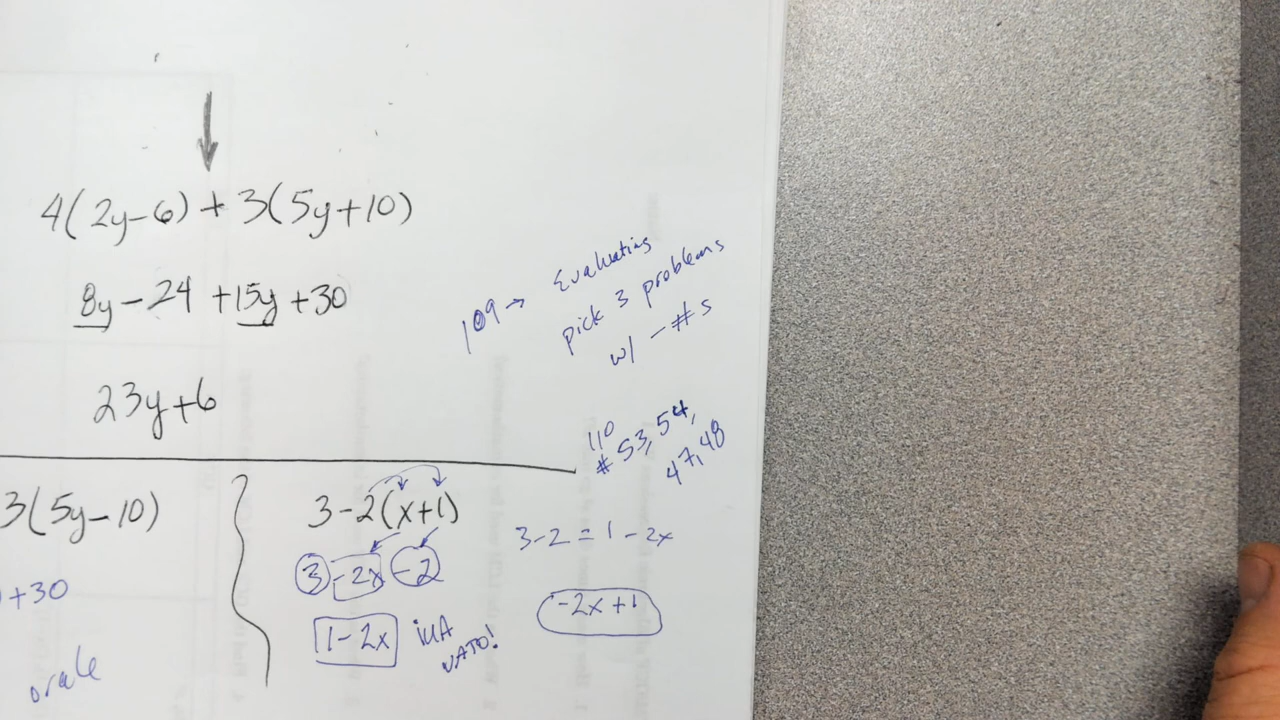 4(2y-6) + 3(5y+10)
8y - 24 + 15y + 30
23y+6
109 → Evaluating
pick 3 problems
w/ - #s
110
# 53, 54,
47, 48
3(5y-10)
+30
orale
3-2(x+1)
3 -2x -2
1-2x
VATO!
3-2 = 1 - 2x
-2x+1